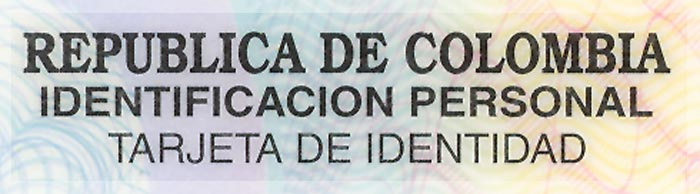 REPUBLICA DE COLOMBIA
IDENTIFICACION PERSONAL
TARJETA DE IDENTIDAD